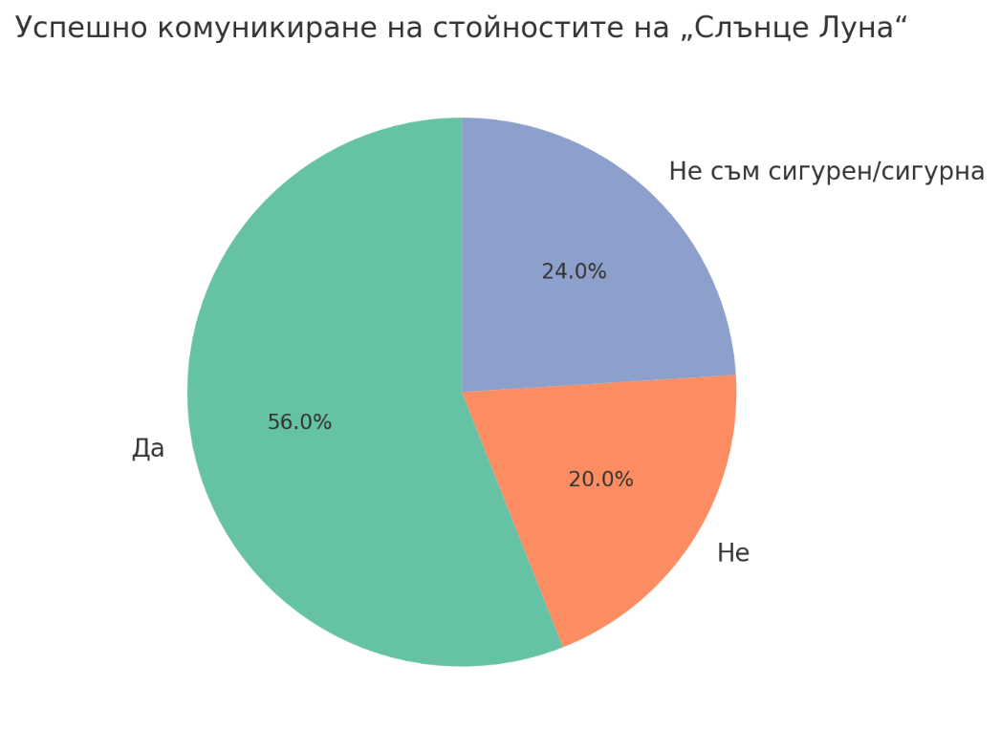 Успешно комуникиране на стойностите на „Слънце Луна“
Не съм сигурен/сигурна
24.0%
56.0%
Да
20.0%
Не